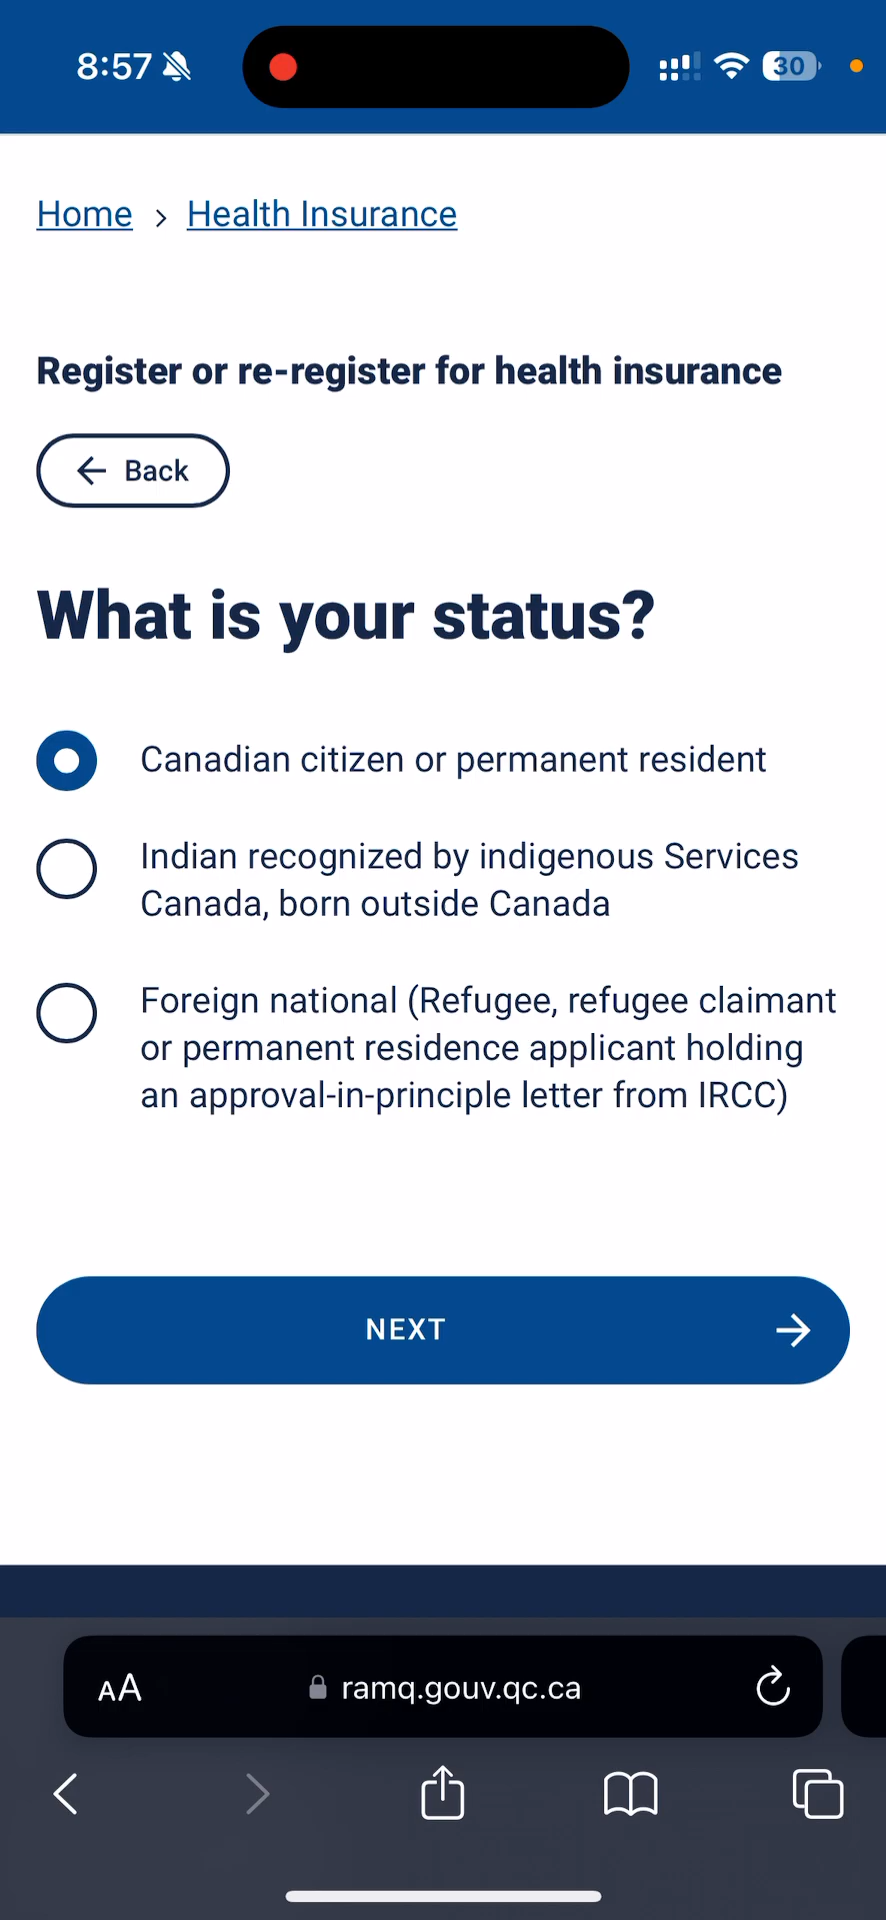 8:57
30
Home > Health Insurance
Register or re-register for health insurance
← Back
What is your status?
Canadian citizen or permanent resident
Indian recognized by indigenous Services
Canada, born outside Canada
Foreign national (Refugee, refugee claimant
or permanent residence applicant holding
an approval-in-principle letter from IRCC)
NEXT →
AA ramq.gouv.qc.ca